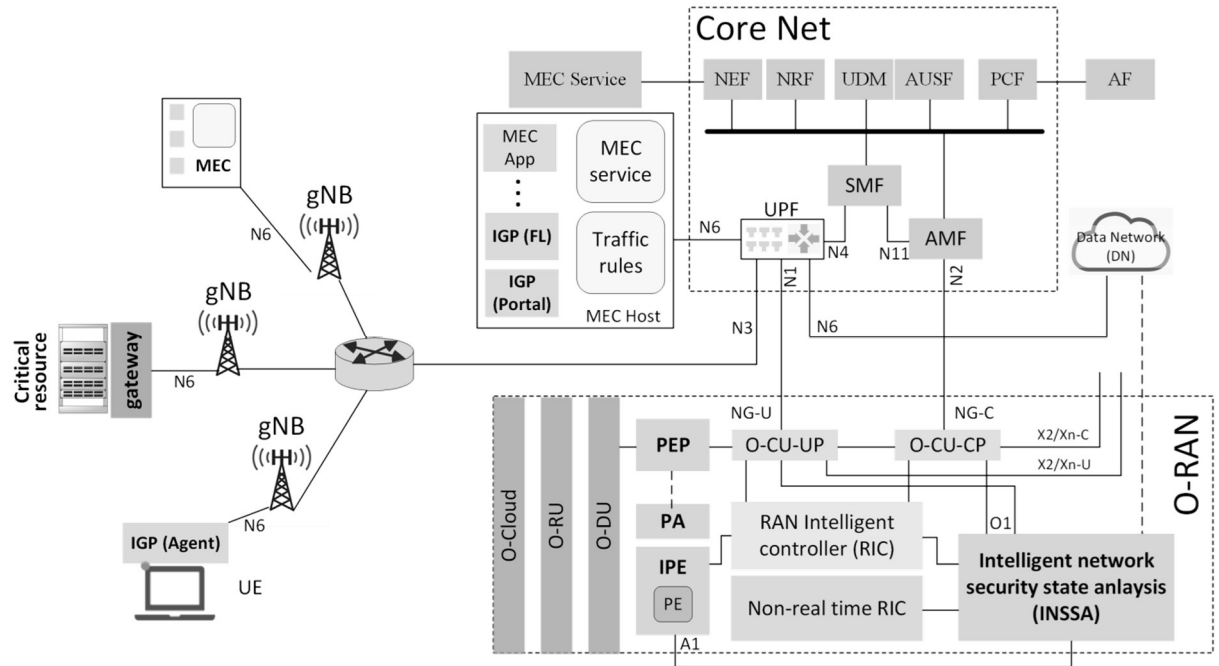 Core Net
MEC Service
NEF
NRF
UDM
AUSF
PCF
AF
MEC
App
MEC
service
MEC
gNB
SMF
UPF
N6
IGP (FL)
Traffic
rules
N6
N4
N11
AMF
Data Network
(DN)
N1
N2
IGP
(Portal)
MEC Host
gNB
N3
N6
Critical
resource
gateway
N6
gNB
NG-U
NG-C
O-RAN
PEP
O-CU-UP
O-CU-CP
X2/Xn-C
X2/Xn-U
O-Cloud
O-RU
O-DU
N6
PA
RAN Intelligent
controller (RIC)
O1
IGP (Agent)
IPE
Intelligent network
security state anlaysis
(INSSA)
UE
PE
Non-real time RIC
A1